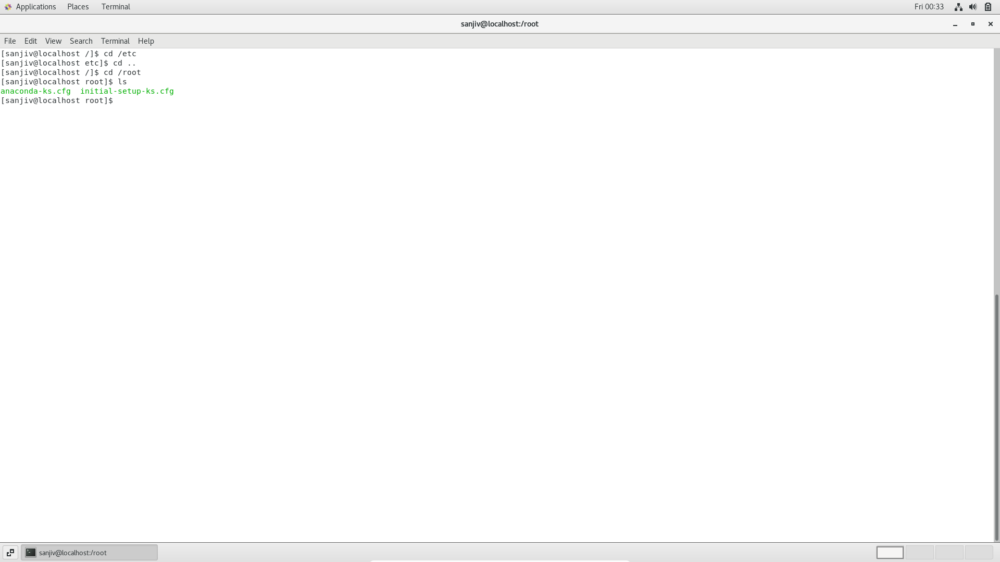 Applications Places Terminal Fri 00:33
sanjiv@localhost:/root
File Edit View Search Terminal Help
[sanjiv@localhost /]$ cd /etc
[sanjiv@localhost etc]$ cd ..
[sanjiv@localhost /]$ cd /root
[sanjiv@localhost root]$ ls
anaconda-ks.cfg  initial-setup-ks.cfg
[sanjiv@localhost root]$
sanjiv@localhost:/root